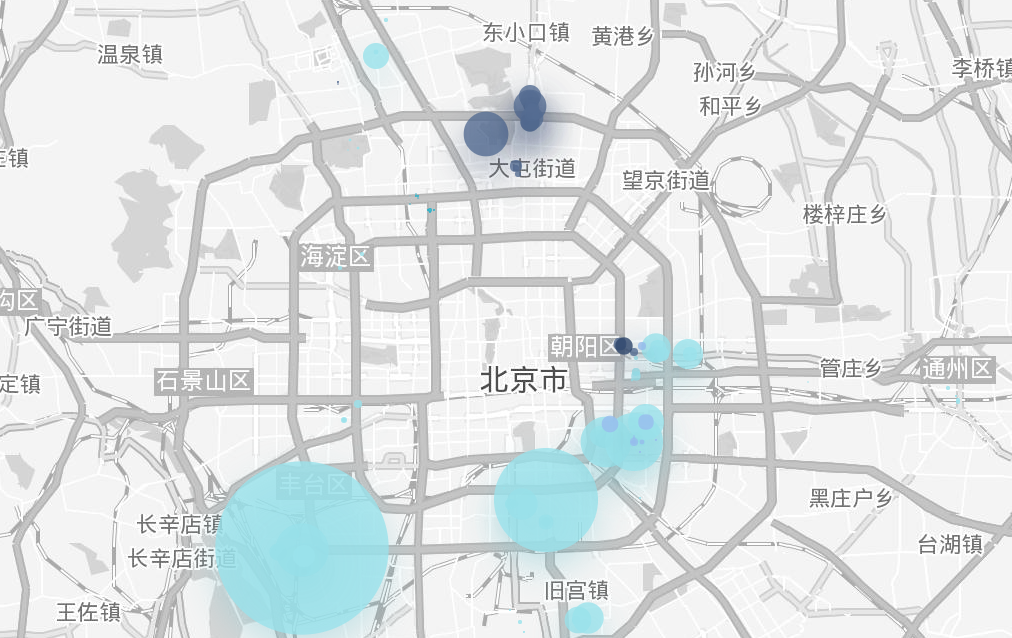 东小口镇
黄港乡
温泉镇
孙河乡
李桥镇
和平乡
庄镇
大屯街道
望京街道
楼梓庄乡
海淀区
沟区
广宁街道
朝阳区
管庄乡
通州区
石景山区
北京市
定镇
丰台区
黑庄户乡
长辛店镇
长辛店街道
台湖镇
旧宫镇
王佐镇